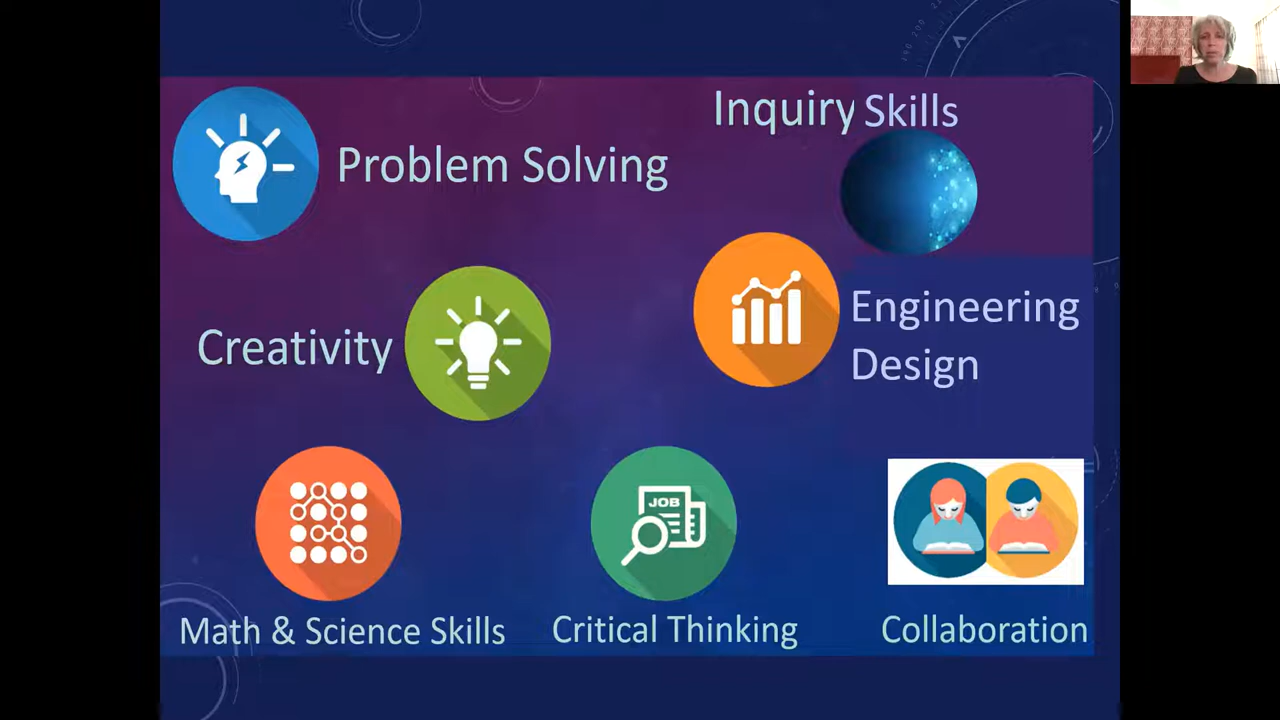 Inquiry Skills
Problem Solving
Creativity
Engineering
Design
JOB
Math & Science Skills
Critical Thinking
Collaboration